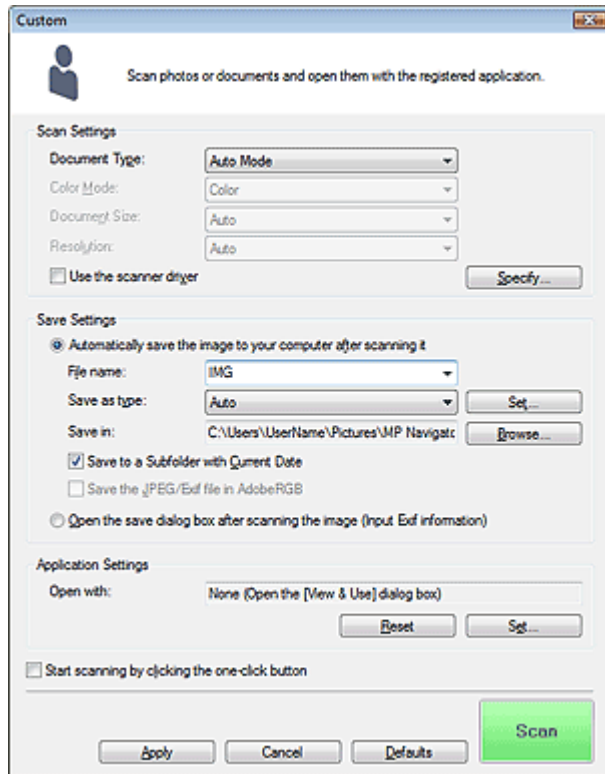 Custom
Scan photos or documents and open them with the registered application.
Scan Settings
Document Type: Auto Mode
Color Mode: Color
Document Size: Auto
Resolution: Auto
Use the scanner driver Specify...
Save Settings
Automatically save the image to your computer after scanning it
File name: IMG
Save as type: Auto Set...
Save in: C:\Users\UserName\Pictures\MP Navigatc Browse...
Save to a Subfolder with Current Date
Save the JPEG/Exif file in AdobeRGB
Open the save dialog box after scanning the image (Input Exif information)
Application Settings
Open with: None (Open the [View & Use] dialog box)
Reset Set...
Start scanning by clicking the one-click button
Scan
Apply Cancel Defaults